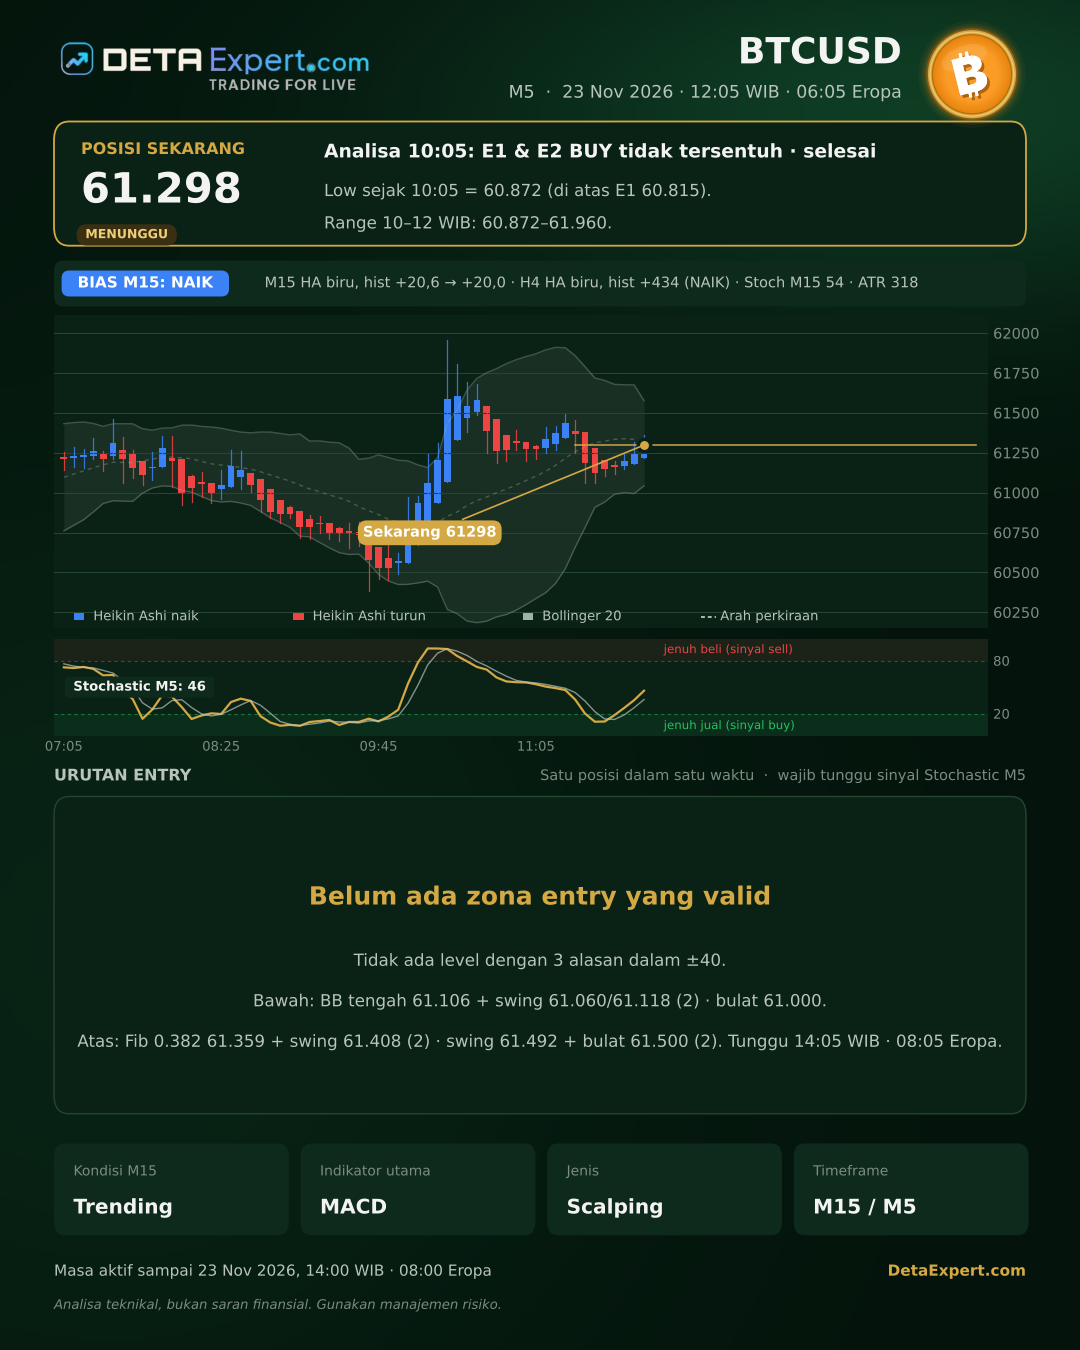 DETA Expert.com
TRADING FOR LIVE
BTCUSD
M5 · 23 Nov 2026 · 12:05 WIB · 06:05 Eropa
POSISI SEKARANG
61.298
MENUNGGU
Analisa 10:05: E1 & E2 BUY tidak tersentuh · selesai
Low sejak 10:05 = 60.872 (di atas E1 60.815).
Range 10–12 WIB: 60.872–61.960.
BIAS M15: NAIK
M15 HA biru, hist +20,6 → +20,0 · H4 HA biru, hist +434 (NAIK) · Stoch M15 54 · ATR 318
62000
61750
61500
61250
61000
60750
60500
60250
Sekarang 61298
Heikin Ashi naik
Heikin Ashi turun
Bollinger 20
Arah perkiraan
jenuh beli (sinyal sell)
80
Stochastic M5: 46
20
jenuh jual (sinyal buy)
07:05
08:25
09:45
11:05
URUTAN ENTRY
Satu posisi dalam satu waktu · wajib tunggu sinyal Stochastic M5
Belum ada zona entry yang valid
Tidak ada level dengan 3 alasan dalam ±40.
Bawah: BB tengah 61.106 + swing 61.060/61.118 (2) · bulat 61.000.
Atas: Fib 0.382 61.359 + swing 61.408 (2) · swing 61.492 + bulat 61.500 (2). Tunggu 14:05 WIB · 08:05 Eropa.
Kondisi M15
Trending
Indikator utama
MACD
Jenis
Scalping
Timeframe
M15 / M5
Masa aktif sampai 23 Nov 2026, 14:00 WIB · 08:00 Eropa
DetaExpert.com
Analisa teknikal, bukan saran finansial. Gunakan manajemen risiko.